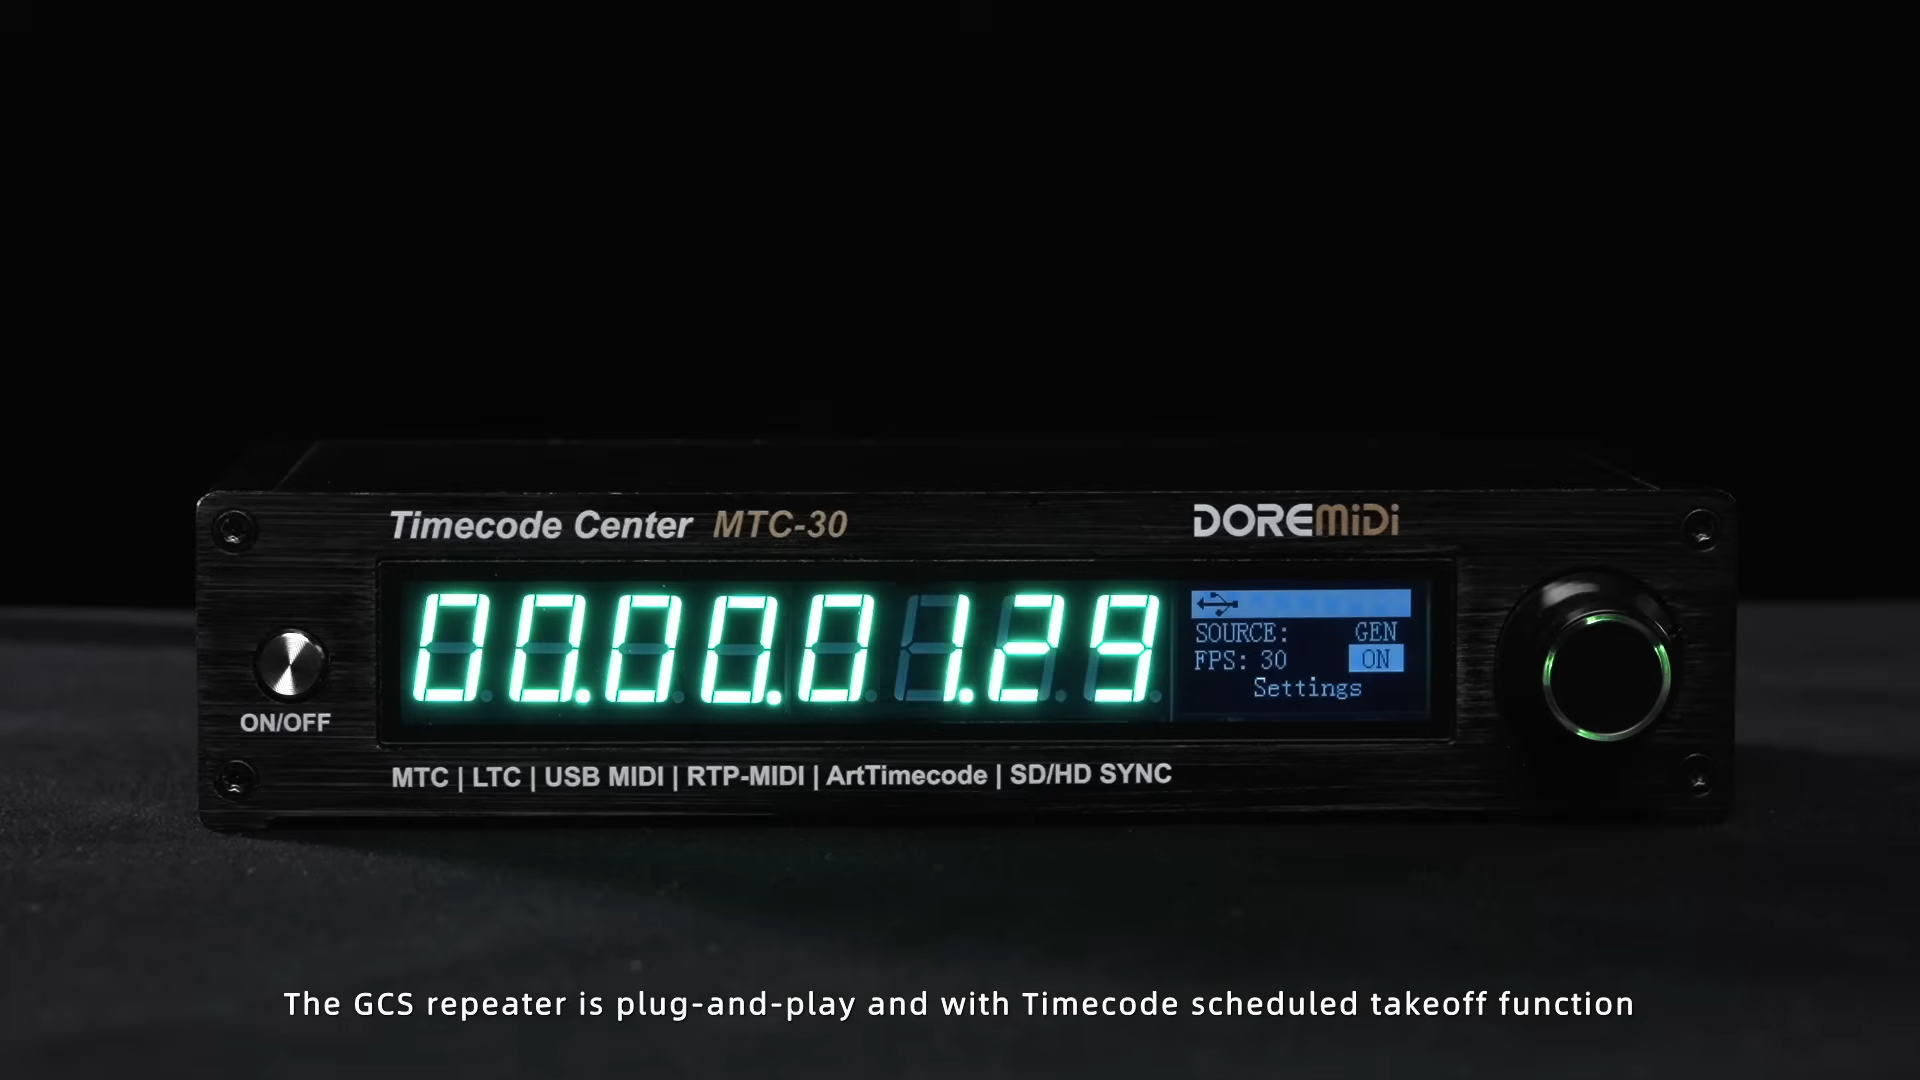 Timecode Center MTC-30
DOREMiDi
00.00.01.29
SOURCE: GEN
FPS: 30 ON
Settings
ON/OFF
MTC | LTC | USB MIDI | RTP-MIDI | ArtTimecode | SD/HD SYNC
The GCS repeater is plug-and-play and with Timecode scheduled takeoff function